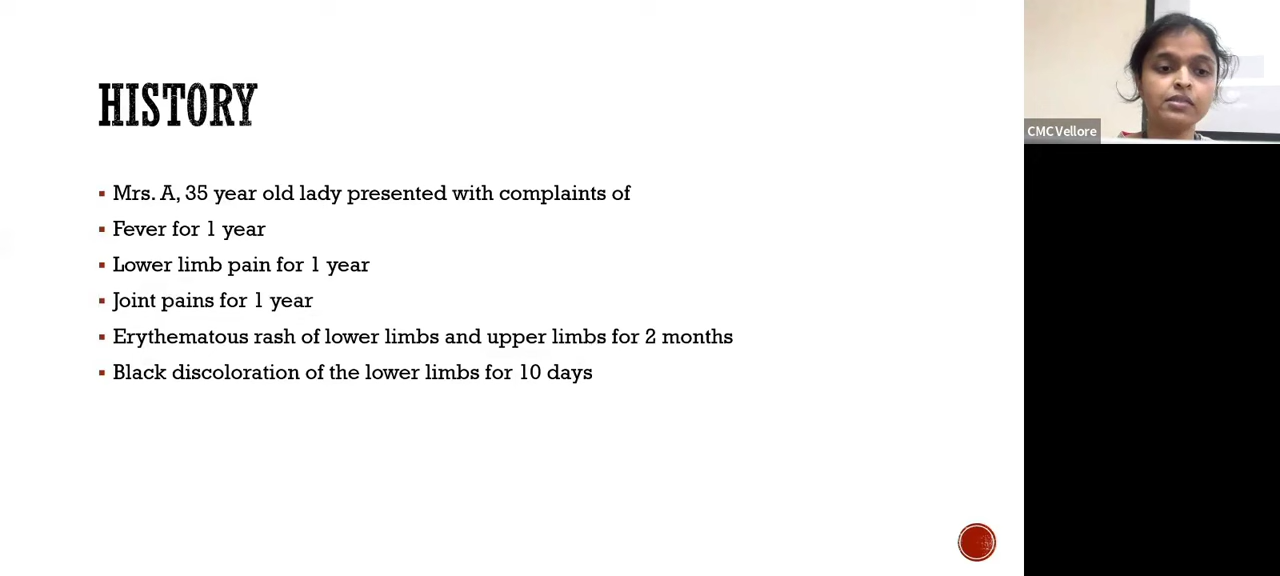 HISTORY
Mrs. A, 35 year old lady presented with complaints of
Fever for 1 year
Lower limb pain for 1 year
Joint pains for 1 year
Erythematous rash of lower limbs and upper limbs for 2 months
Black discoloration of the lower limbs for 10 days
CMC Vellore